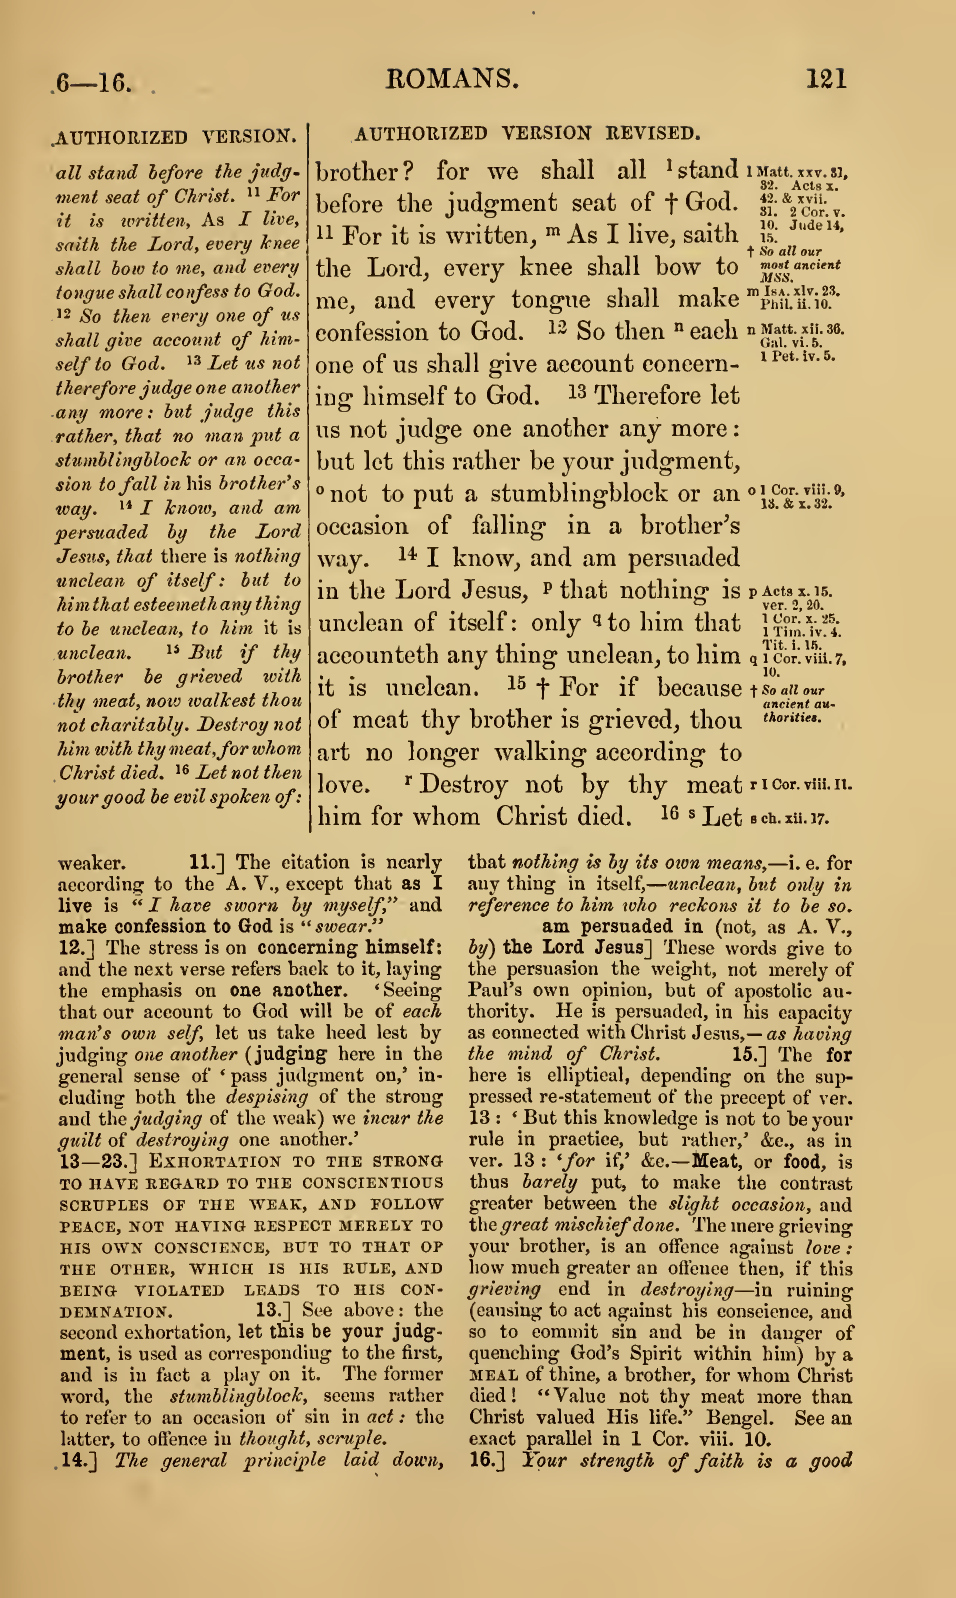 6—16.
ROMANS.
121
AUTHORIZED VERSION.
all stand before the judg-
ment seat of Christ. 11 For
it is written, As I live,
saith the Lord, every knee
shall bow to me, and every
tongue shall confess to God.
12 So then every one of us
shall give account of him-
self to God. 13 Let us not
therefore judge one another
any more: but judge this
rather, that no man put a
stumblingblock or an occa-
sion to fall in his brother's
way. 14 I know, and am
persuaded by the Lord
Jesus, that there is nothing
unclean of itself: but to
him that esteemeth any thing
to be unclean, to him it is
unclean. 15 But if thy
brother be grieved with
thy meat, now walkest thou
not charitably. Destroy not
him with thy meat, for whom
Christ died. 16 Let not then
your good be evil spoken of:
AUTHORIZED VERSION REVISED.
brother? for we shall all l stand
before the judgment seat of † God.
11 For it is written, m As I live, saith
the Lord, every knee shall bow to
me, and every tongue shall make
confession to God. 12 So then n each
one of us shall give account concern-
ing himself to God. 13 Therefore let
us not judge one another any more:
but let this rather be your judgment,
o not to put a stumblingblock or an
occasion of falling in a brother's
way. 14 I know, and am persuaded
in the Lord Jesus, p that nothing is
unclean of itself: only q to him that
accounteth any thing unclean, to him
it is unclean. 15 † For if because
of meat thy brother is grieved, thou
art no longer walking according to
love. r Destroy not by thy meat
him for whom Christ died. 16 s Let
l Matt. xxv. 31,
32. Acts x.
42. & xvii.
31. 2 Cor. v.
10. Jude 14,
15.
† So all our
most ancient
MSS.
m ISA. xlv. 23.
Phil. ii. 10.
n Matt. xii. 36.
Gal. vi. 5.
1 Pet. iv. 5.
o 1 Cor. viii. 9,
13. & x. 32.
p Acts x. 15.
ver. 2, 20.
1 Cor. x. 25.
1 Tim. iv. 4.
Tit. i. 15.
q 1 Cor. viii. 7,
10.
† So all our
ancient au-
thorities.
r 1 Cor. viii. 11.
s ch. xii. 17.
weaker. 11.] The citation is nearly
according to the A. V., except that as I
live is "I have sworn by myself," and
make confession to God is "swear."
12.] The stress is on concerning himself:
and the next verse refers back to it, laying
the emphasis on one another. 'Seeing
that our account to God will be of each
man's own self, let us take heed lest by
judging one another (judging here in the
general sense of 'pass judgment on,' in-
cluding both the despising of the strong
and the judging of the weak) we incur the
guilt of destroying one another.'
13—23.] EXHORTATION TO THE STRONG
TO HAVE REGARD TO THE CONSCIENTIOUS
SCRUPLES OF THE WEAK, AND FOLLOW
PEACE, NOT HAVING RESPECT MERELY TO
HIS OWN CONSCIENCE, BUT TO THAT OF
THE OTHER, WHICH IS HIS RULE, AND
BEING VIOLATED LEADS TO HIS CON-
DEMNATION. 13.] See above: the
second exhortation, let this be your judg-
ment, is used as corresponding to the first,
and is in fact a play on it. The former
word, the stumblingblock, seems rather
to refer to an occasion of sin in act: the
latter, to offence in thought, scruple.
14.] The general principle laid down,
that nothing is by its own means,—i. e. for
any thing in itself,—unclean, but only in
reference to him who reckons it to be so.
am persuaded in (not, as A. V.,
by) the Lord Jesus] These words give to
the persuasion the weight, not merely of
Paul's own opinion, but of apostolic au-
thority. He is persuaded, in his capacity
as connected with Christ Jesus,—as having
the mind of Christ. 15.] The for
here is elliptical, depending on the sup-
pressed re-statement of the precept of ver.
13: 'But this knowledge is not to be your
rule in practice, but rather,' &c., as in
ver. 13: 'for if,' &c.—Meat, or food, is
thus barely put, to make the contrast
greater between the slight occasion, and
the great mischief done. The mere grieving
your brother, is an offence against love:
how much greater an offence then, if this
grieving end in destroying—in ruining
(causing to act against his conscience, and
so to commit sin and be in danger of
quenching God's Spirit within him) by a
MEAL of thine, a brother, for whom Christ
died! "Value not thy meat more than
Christ valued His life." Bengel. See an
exact parallel in 1 Cor. viii. 10.
16.] Your strength of faith is a good